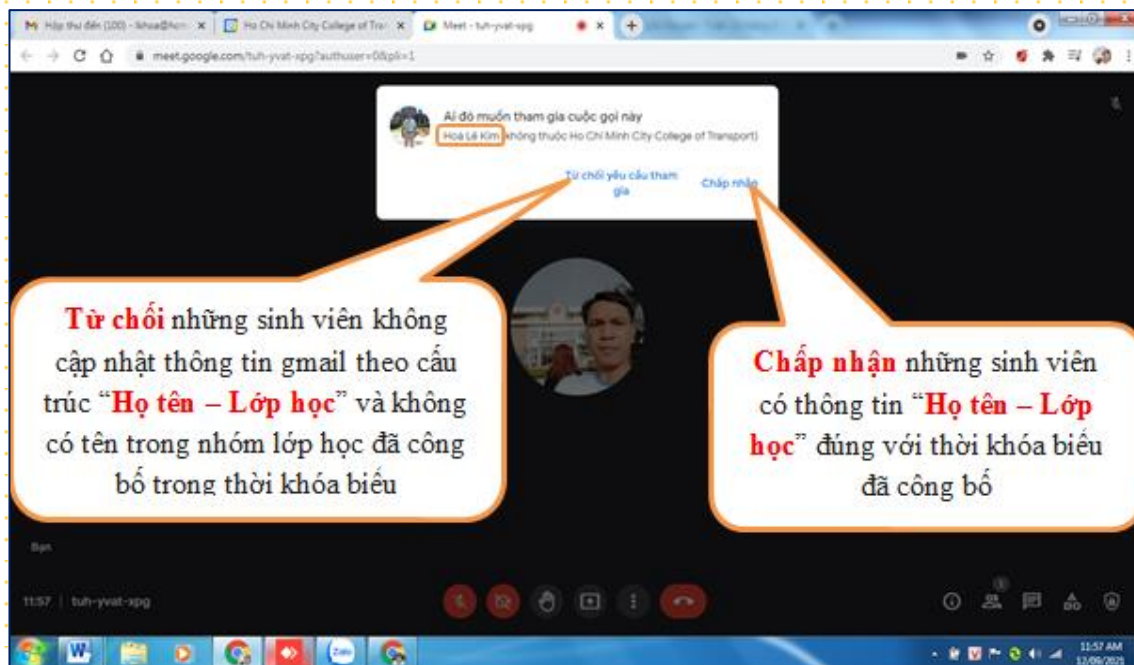 Hộp thư đến (100) -
Ho Chi Minh City College of Tra
Meet - tuh-yvat-xpg
meet.google.com/tuh-yvat-xpg?authuser=0&pli=1
Ai đó muốn tham gia cuộc gọi này
Hoa Lê Kim không thuộc Ho Chi Minh City College of Transport)
Từ chối yêu cầu tham
gia
Chấp nhận
Từ chối những sinh viên không
cập nhật thông tin gmail theo cấu
trúc “Họ tên – Lớp học” và không
có tên trong nhóm lớp học đã công
bố trong thời khóa biểu
Chấp nhận những sinh viên
có thông tin “Họ tên – Lớp
học” đúng với thời khóa biểu
đã công bố
Bạn
11:57 | tuh-yvat-xpg
Zalo
11:57 AM